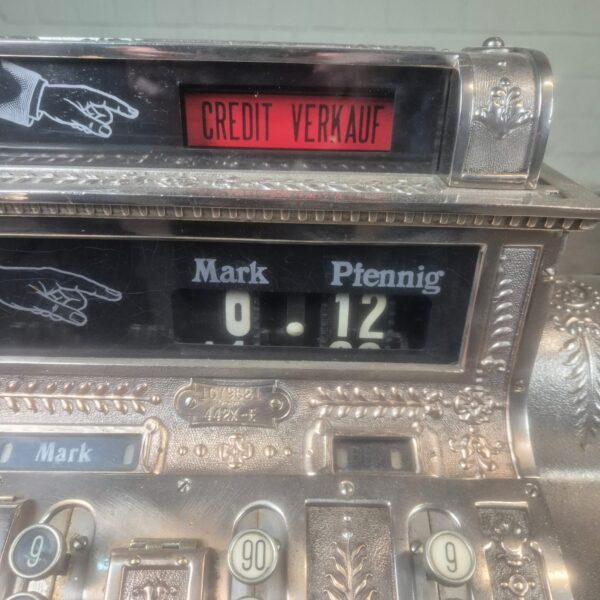 CREDIT VERKAUF
Mark Pfennig
0 . 12
442X-E
Mark
9 90 9